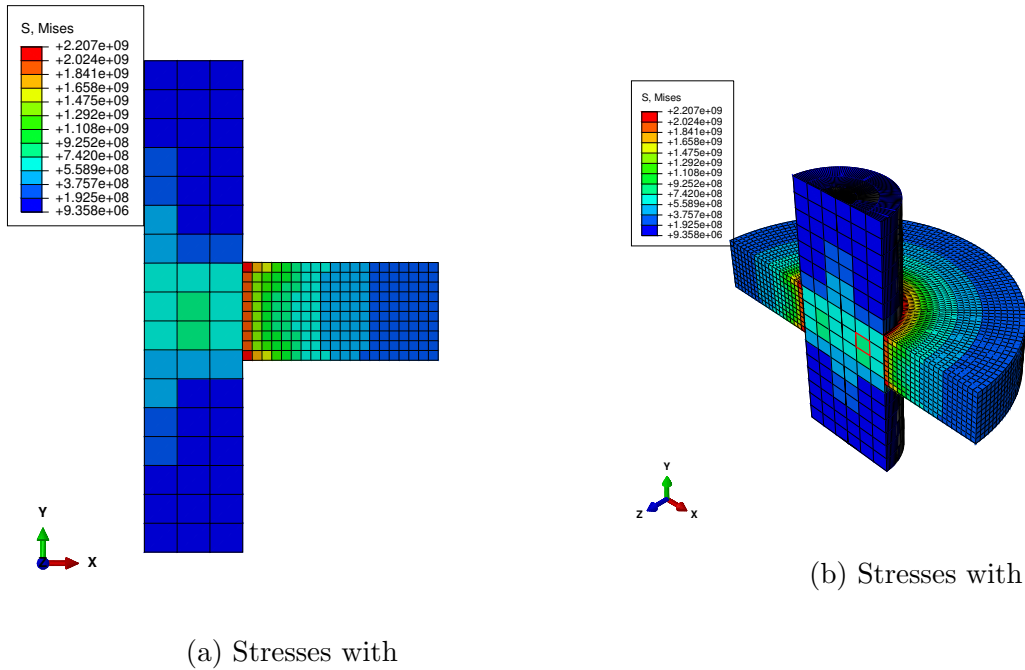 S, Mises
+2.207e+09
+2.024e+09
+1.841e+09
+1.658e+09
+1.475e+09
+1.292e+09
+1.108e+09
+9.252e+08
+7.420e+08
+5.589e+08
+3.757e+08
+1.925e+08
+9.358e+06
Y
Z
X
(a) Stresses with
S, Mises
+2.207e+09
+2.024e+09
+1.841e+09
+1.658e+09
+1.475e+09
+1.292e+09
+1.108e+09
+9.252e+08
+7.420e+08
+5.589e+08
+3.757e+08
+1.925e+08
+9.358e+06
Y
Z
X
(b) Stresses with